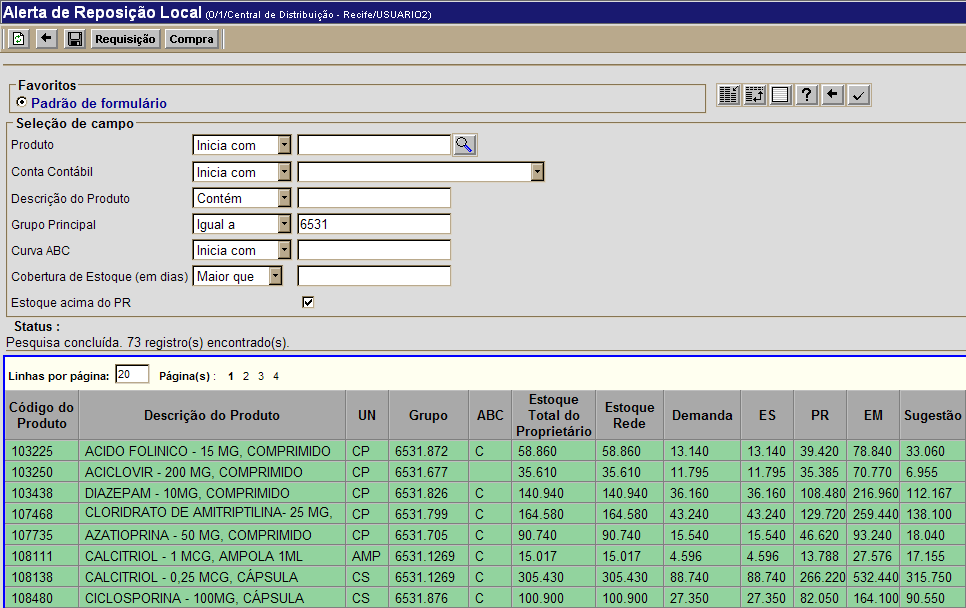 Alerta de Reposição Local (0/1/Central de Distribuição - Recife/USUARIO2)
Requisição Compra
Favoritos
Padrão de formulário
Seleção de campo
Produto Inicia com
Conta Contábil Inicia com
Descrição do Produto Contém
Grupo Principal Igual a 6531
Curva ABC Inicia com
Cobertura de Estoque (em dias) Maior que
Estoque acima do PR
Status :
Pesquisa concluída. 73 registro(s) encontrado(s).
Linhas por página: 20 Página(s) : 1 2 3 4
Código do Produto Descrição do Produto UN Grupo ABC Estoque Total do Proprietário Estoque Rede Demanda ES PR EM Sugestão
103225 ACIDO FOLINICO - 15 MG, COMPRIMIDO CP 6531.872 C 58.860 58.860 13.140 13.140 39.420 78.840 33.060
103250 ACICLOVIR - 200 MG, COMPRIMIDO CP 6531.677 35.610 35.610 11.795 11.795 35.385 70.770 6.955
103438 DIAZEPAM - 10MG, COMPRIMIDO CP 6531.826 C 140.940 140.940 36.160 36.160 108.480 216.960 112.167
107468 CLORIDRATO DE AMITRIPTILINA- 25 MG, CP 6531.799 C 164.580 164.580 43.240 43.240 129.720 259.440 138.100
107735 AZATIOPRINA - 50 MG, COMPRIMIDO CP 6531.705 C 90.740 90.740 15.540 15.540 46.620 93.240 18.040
108111 CALCITRIOL - 1 MCG, AMPOLA 1ML AMP 6531.1269 C 15.017 15.017 4.596 4.596 13.788 27.576 17.155
108138 CALCITRIOL - 0,25 MCG, CÁPSULA CS 6531.1269 C 305.430 305.430 88.740 88.740 266.220 532.440 315.750
108480 CICLOSPORINA - 100MG, CÁPSULA CS 6531.876 C 100.900 100.900 27.350 27.350 82.050 164.100 90.550